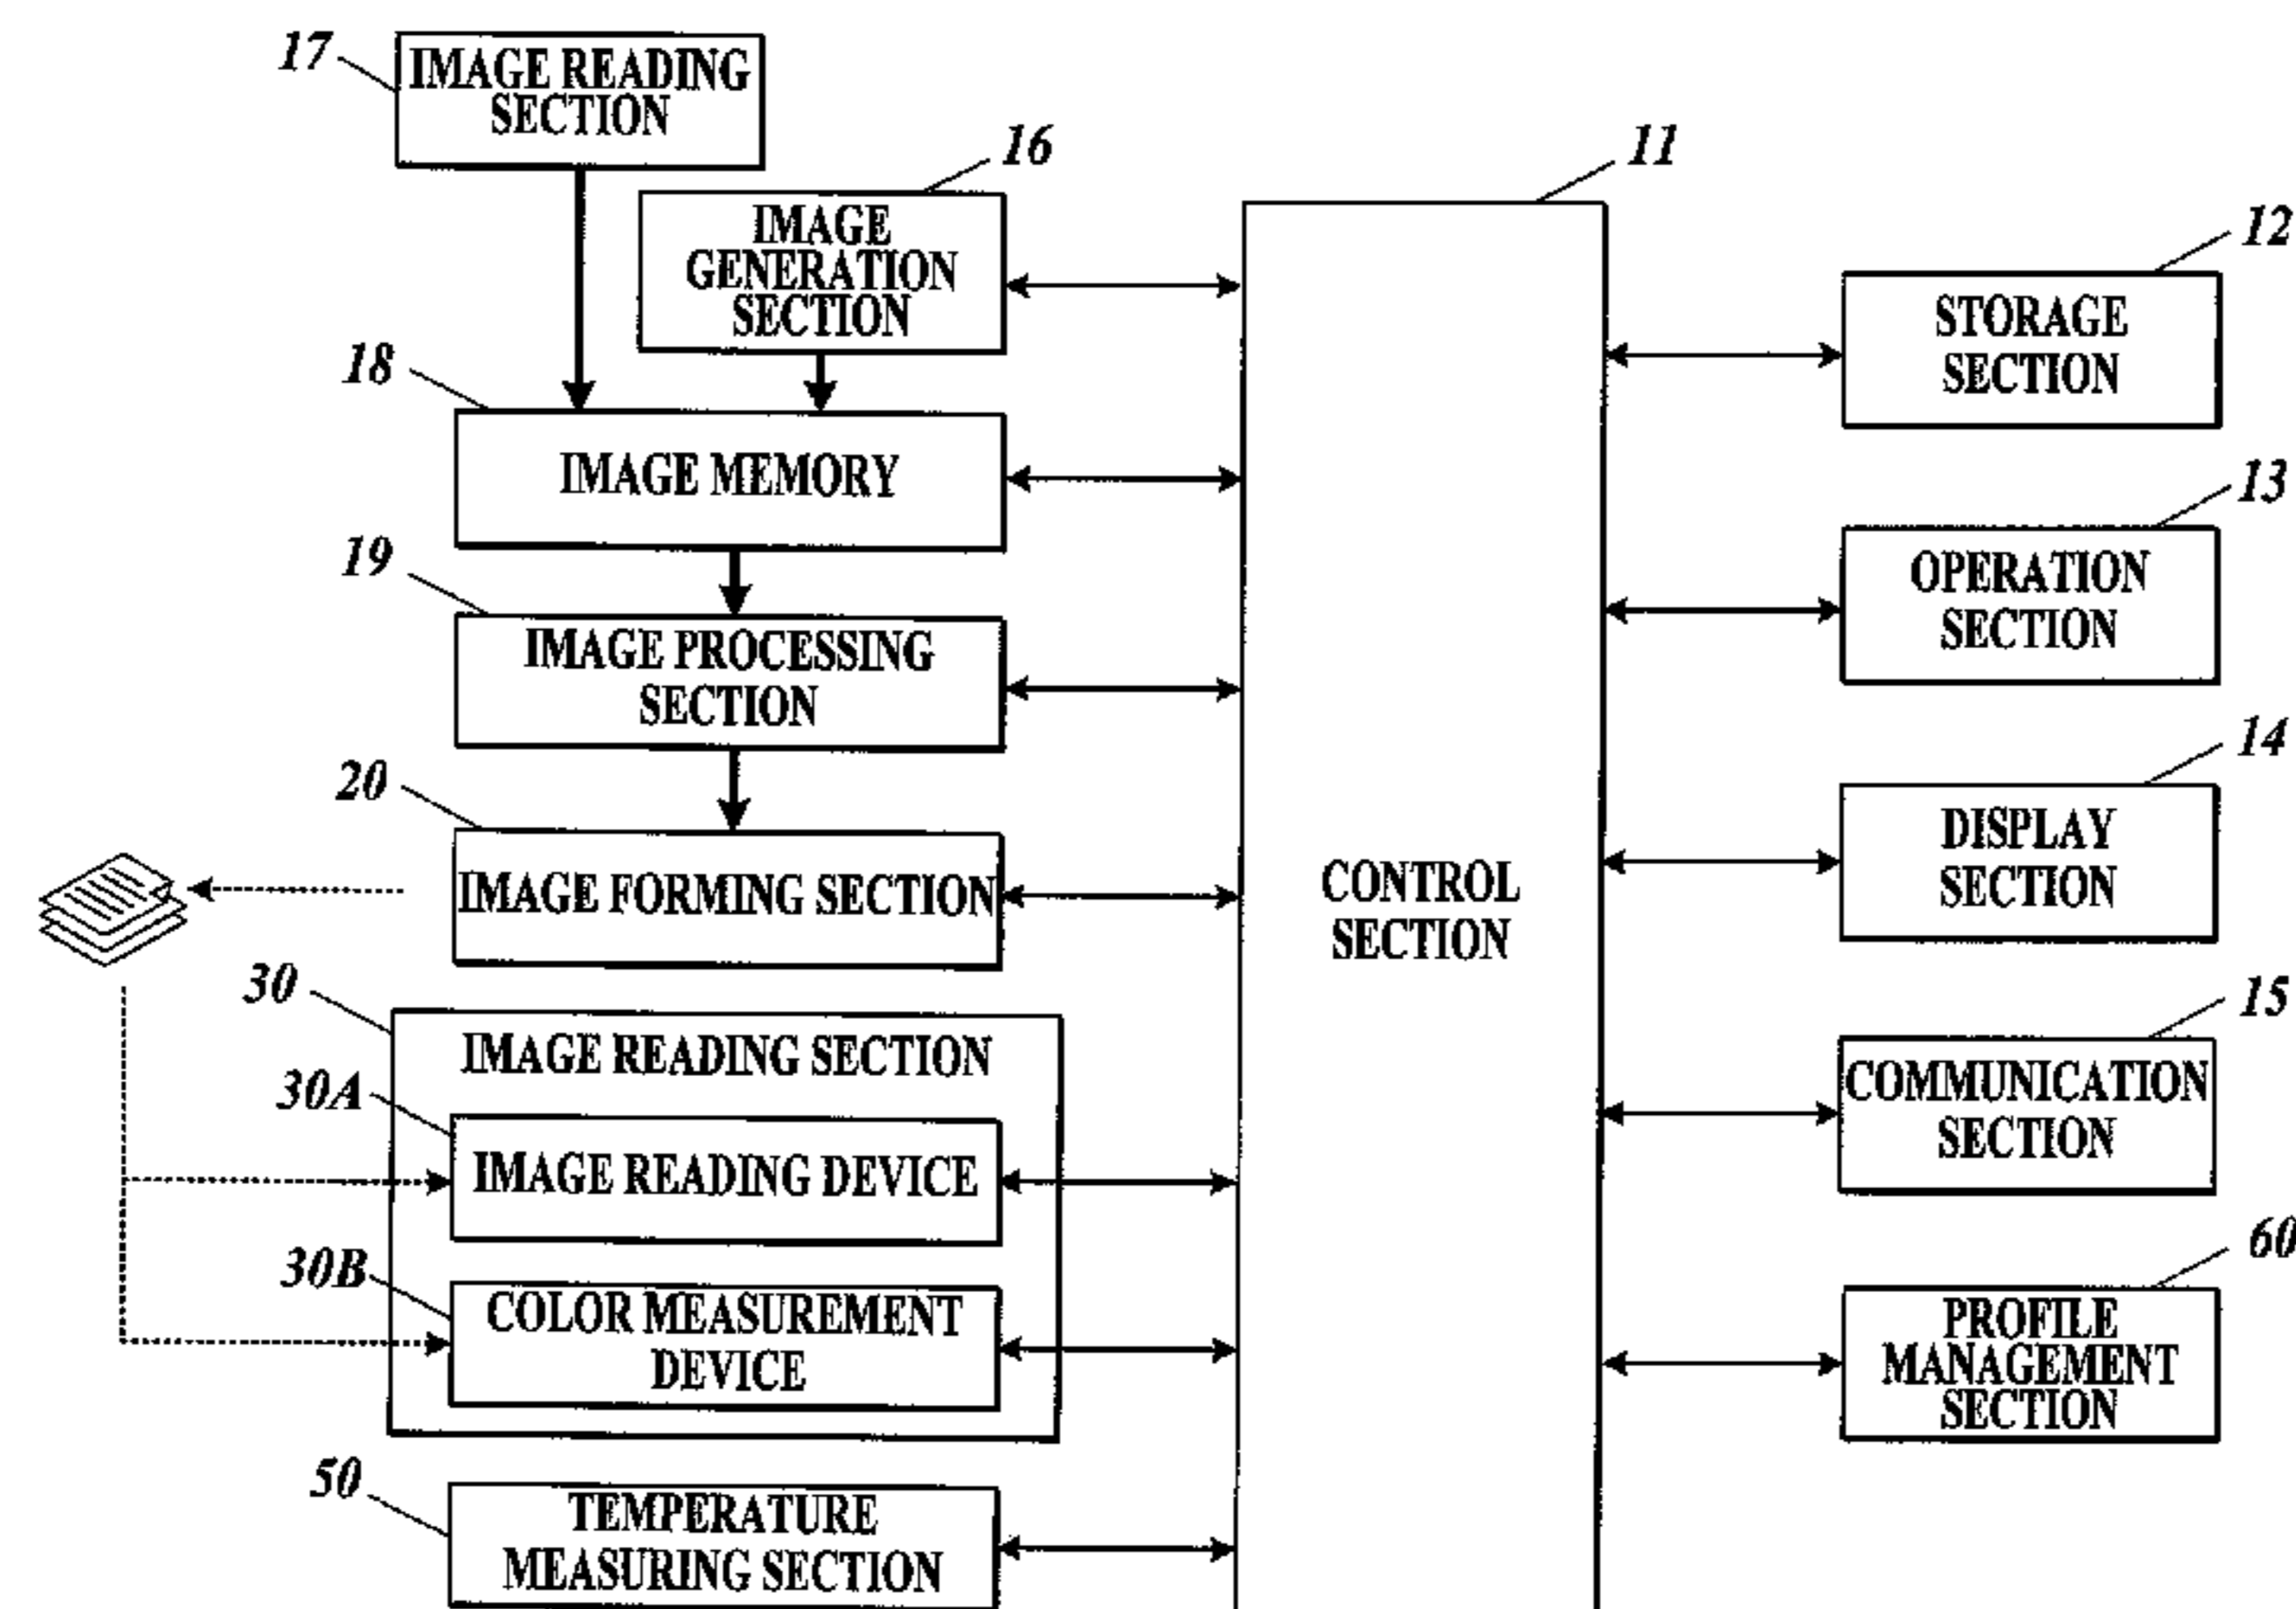 17
IMAGE READING
SECTION
16
IMAGE
GENERATION
SECTION
11
CONTROL
SECTION
12
STORAGE
SECTION
18
IMAGE MEMORY
13
OPERATION
SECTION
19
IMAGE PROCESSING
SECTION
14
DISPLAY
SECTION
20
IMAGE FORMING SECTION
15
COMMUNICATION
SECTION
30
IMAGE READING SECTION
30A
IMAGE READING DEVICE
30B
COLOR MEASUREMENT
DEVICE
60
PROFILE
MANAGEMENT
SECTION
50
TEMPERATURE
MEASURING SECTION